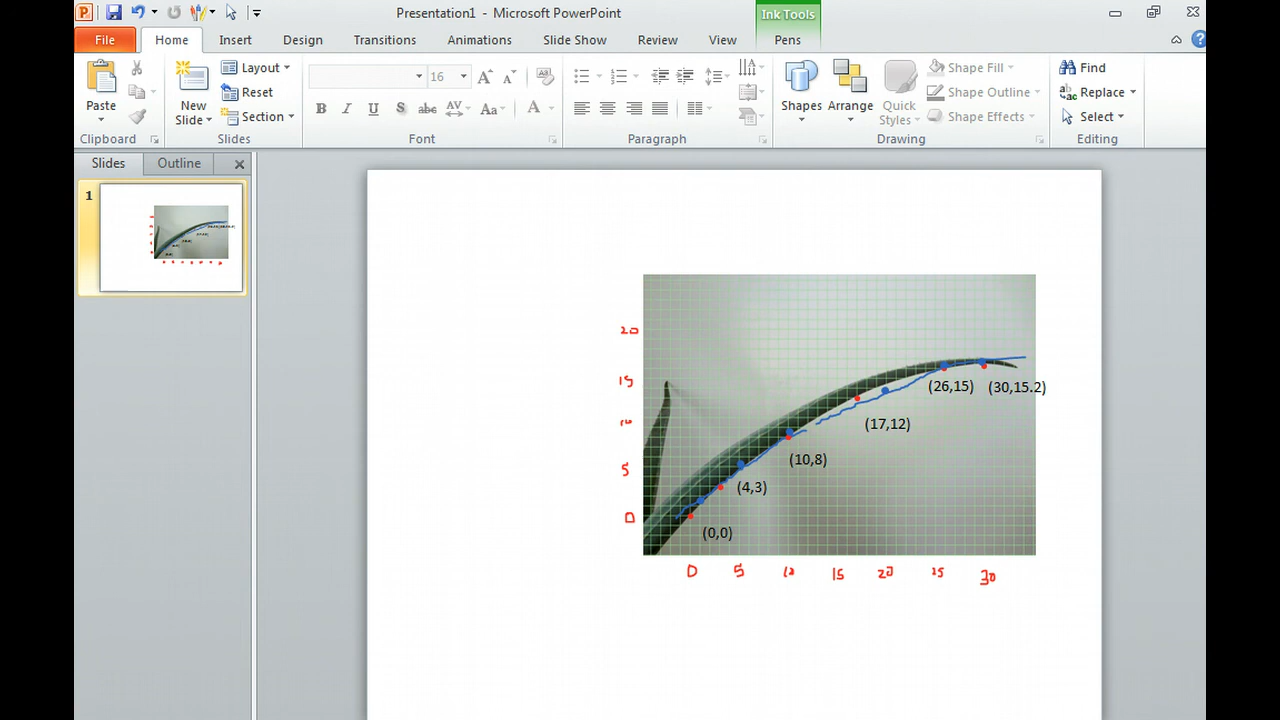 Presentation1 - Microsoft PowerPoint
Ink Tools
File Home Insert Design Transitions Animations Slide Show Review View Pens
Paste
New Slide
Layout
Reset
Section
16
B I U S abc AV Aa A
Shapes
Arrange
Quick Styles
Shape Fill
Shape Outline
Shape Effects
Find
Replace
Select
Clipboard Slides Font Paragraph Drawing Editing
Slides Outline
1
20
15
10
5
0
(26,15)
(30,15.2)
(17,12)
(10,8)
(4,3)
(0,0)
0 5 10 15 20 25 30